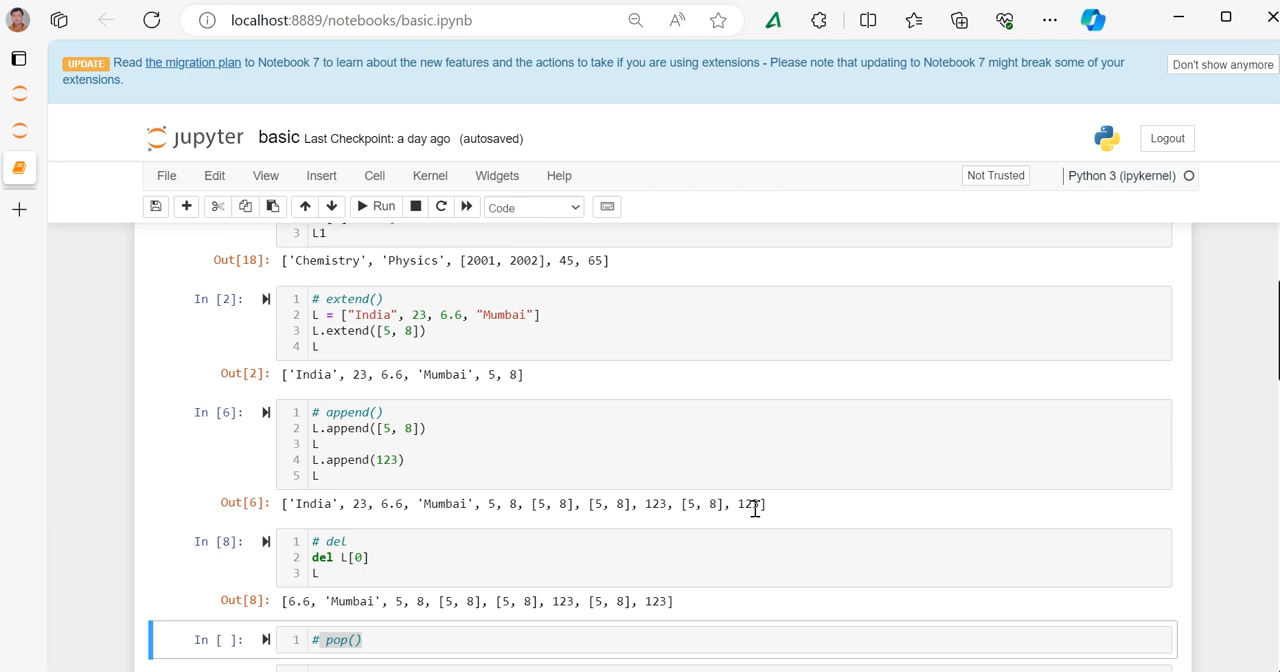 localhost:8889/notebooks/basic.ipynb
UPDATE Read the migration plan to Notebook 7 to learn about the new features and the actions to take if you are using extensions - Please note that updating to Notebook 7 might break some of your
extensions.
Don't show anymore
jupyter basic Last Checkpoint: a day ago (autosaved)
Logout
File Edit View Insert Cell Kernel Widgets Help
Not Trusted
Python 3 (ipykernel)
Run
Code
3 L1
Out[18]: ['Chemistry', 'Physics', [2001, 2002], 45, 65]
In [2]: 1 # extend()
2 L = ["India", 23, 6.6, "Mumbai"]
3 L.extend([5, 8])
4 L
Out[2]: ['India', 23, 6.6, 'Mumbai', 5, 8]
In [6]: 1 # append()
2 L.append([5, 8])
3 L
4 L.append(123)
5 L
Out[6]: ['India', 23, 6.6, 'Mumbai', 5, 8, [5, 8], [5, 8], 123, [5, 8], 123]
In [8]: 1 # del
2 del L[0]
3 L
Out[8]: [6.6, 'Mumbai', 5, 8, [5, 8], [5, 8], 123, [5, 8], 123]
In [ ]: 1 # pop()